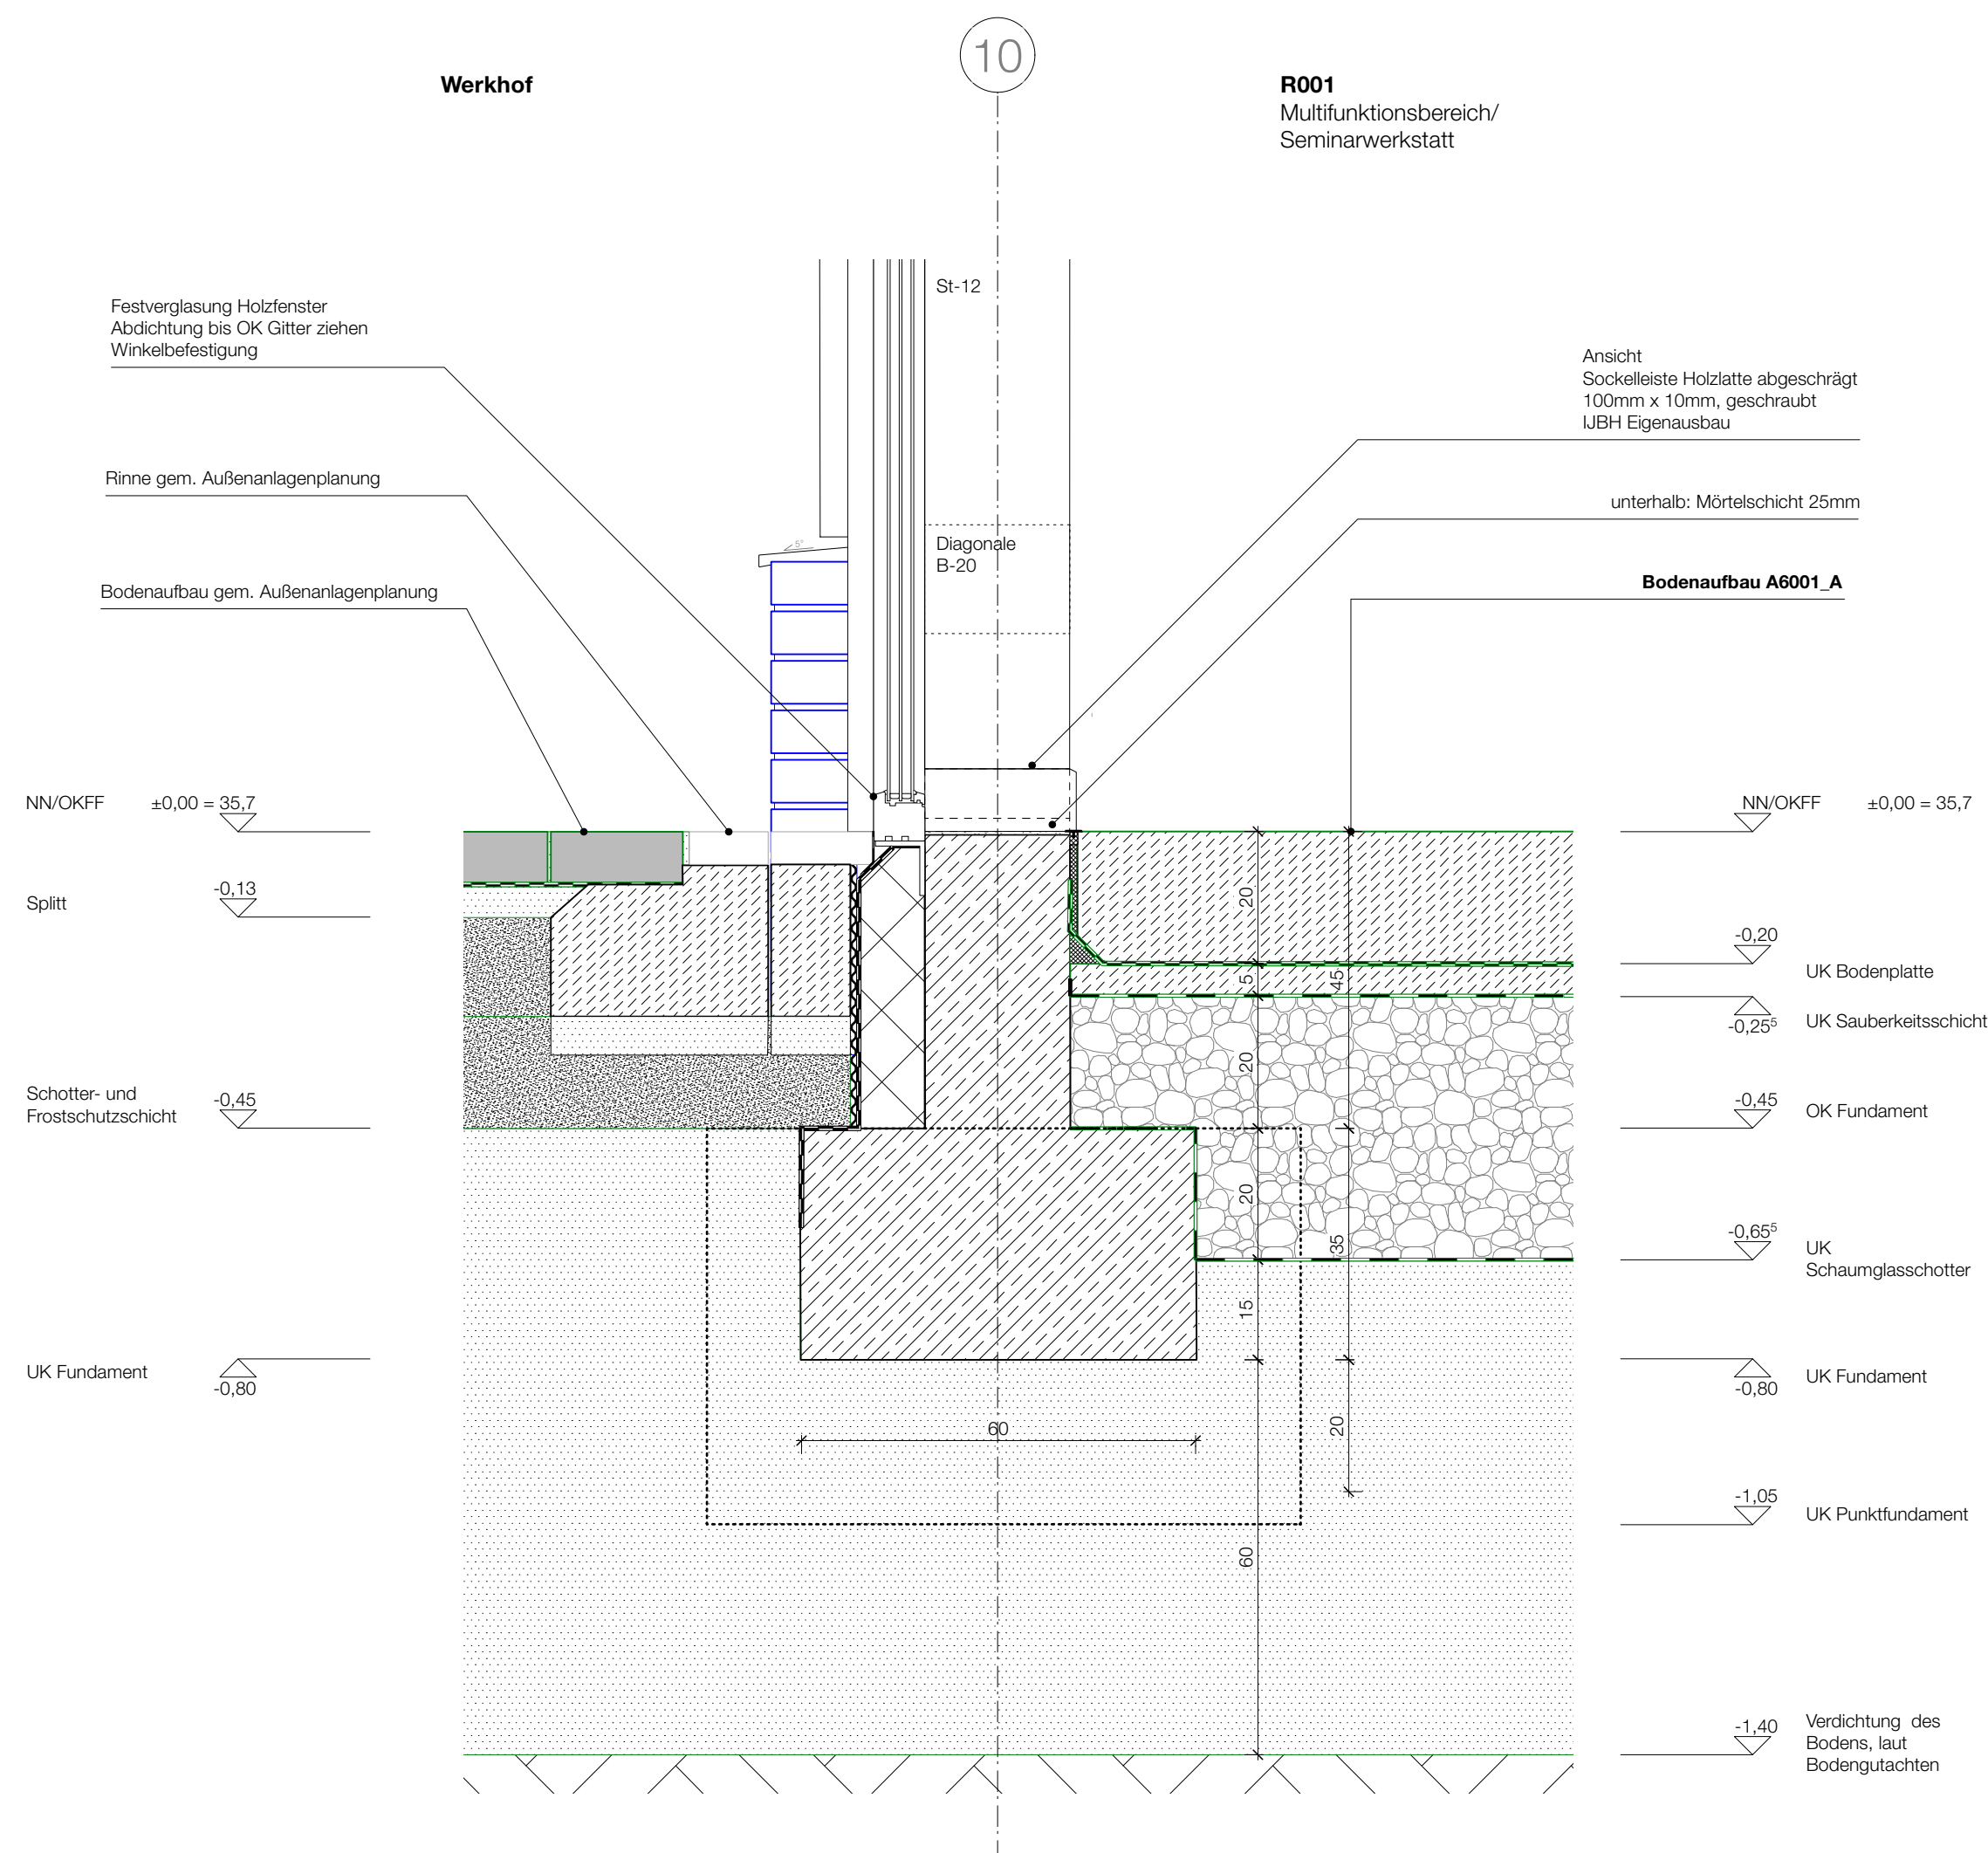 10
Werkhof
R001
Multifunktionsbereich/
Seminarwerkstatt
St-12
Festverglasung Holzfenster
Abdichtung bis OK Gitter ziehen
Winkelbefestigung
Ansicht
Sockelleiste Holzlatte abgeschrägt
100mm x 10mm, geschraubt
IJBH Eigenausbau
Rinne gem. Außenanlagenplanung
unterhalb: Mörtelschicht 25mm
5°
Diagonale
B-20
Bodenaufbau gem. Außenanlagenplanung
Bodenaufbau A6001_A
NN/OKFF ±0,00 = 35,7
NN/OKFF ±0,00 = 35,7
-0,13
Splitt
20
-0,20
UK Bodenplatte
5
45
-0,25⁵ UK Sauberkeitsschicht
20
Schotter- und
Frostschutzschicht
-0,45
-0,45
OK Fundament
20
35
-0,65⁵
UK
Schaumglasschotter
15
UK Fundament
-0,80
UK Fundament
-0,80
60
20
-1,05
UK Punktfundament
60
-1,40
Verdichtung des
Bodens, laut
Bodengutachten